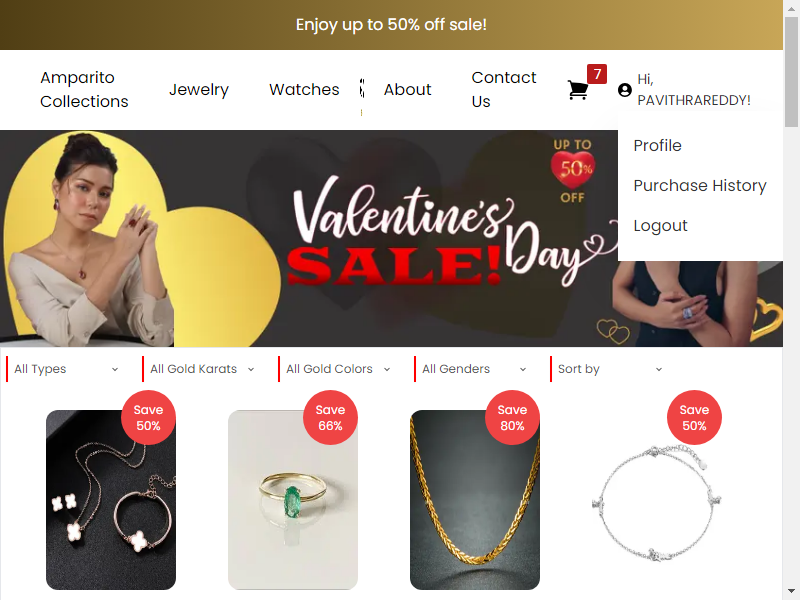 Enjoy up to 50% off sale!
Amparito
Collections
Jewelry
Watches
About
Contact
Us
7
Hi,
PAVITHRAREDDY!
Profile
Purchase History
Logout
UP TO
50%
OFF
Valentine's
Day
SALE!
All Types
All Gold Karats
All Gold Colors
All Genders
Sort by
Save
50%
Save
66%
Save
80%
Save
50%